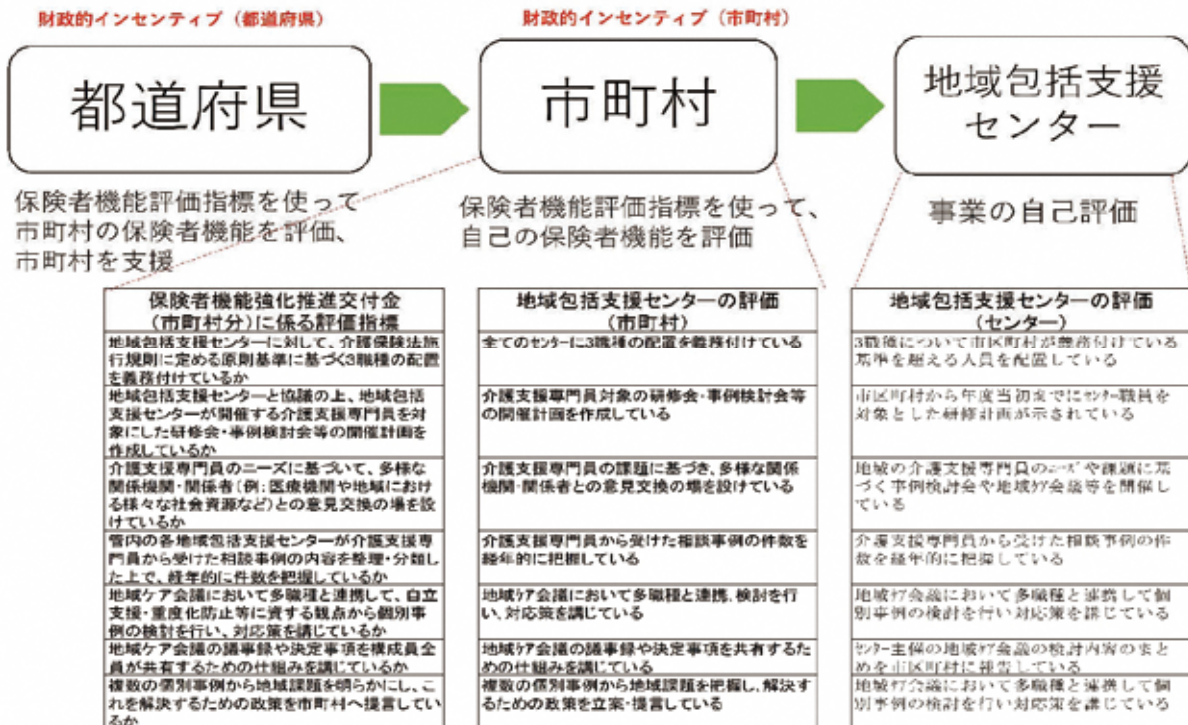 財政的インセンティブ（都道府県）
財政的インセンティブ（市町村）
都道府県
市町村
地域包括支援
センター
保険者機能評価指標を使って
市町村の保険者機能を評価、
市町村を支援
保険者機能評価指標を使って、
自己の保険者機能を評価
事業の自己評価
保険者機能強化推進交付金
（市町村分）に係る評価指標
地域包括支援センターに対して、介護保険法施
行規則に定める原則基準に基づく3職種の配置
を義務付けているか
地域包括支援センターと協議の上、地域包括
支援センターが開催する介護支援専門員を対
象にした研修会・事例検討会等の開催計画を
作成しているか
介護支援専門員のニーズに基づいて、多様な
関係機関・関係者（例：医療機関や地域におけ
る様々な社会資源など）との意見交換の場を設
けているか
管内の各地域包括支援センターが介護支援専
門員から受けた相談事例の内容を整理・分類し
た上で、経年的に件数を把握しているか
地域ケア会議において多職種と連携して、自立
支援・重度化防止等に資する観点から個別事
例の検討を行い、対応策を講じているか
地域ケア会議の議事録や決定事項を構成員全
員が共有するための仕組みを講じているか
複数の個別事例から地域課題を明らかにし、こ
れを解決するための政策を市町村へ提言してい
るか
地域包括支援センターの評価
（市町村）
全てのセンターに3職種の配置を義務付けている
介護支援専門員対象の研修会・事例検討会等
の開催計画を作成している
介護支援専門員の課題に基づき、多様な関係
機関・関係者との意見交換の場を設けている
介護支援専門員から受けた相談事例の件数を
経年的に把握している
地域ケア会議において多職種と連携、検討を行
い、対応策を講じている
地域ケア会議の議事録や決定事項を共有するた
めの仕組みを講じている
複数の個別事例から地域課題を把握し、解決す
るための政策を立案・提言している
地域包括支援センターの評価
（センター）
3職種について市区町村が義務付けている
基準を超える人員を配置している
市区町村から年度当初までにセンター職員を
対象とした研修計画が示されている
地域の介護支援専門員のニーズや課題に基
づく事例検討会や地域ケア会議等を開催し
ている
介護支援専門員から受けた相談事例の件
数を経年的に把握している
地域ケア会議において多職種と連携して個
別事例の検討を行い対応策を講じている
センター主催の地域ケア会議の検討内容のまと
めを市区町村に報告している
地域ケア会議において多職種と連携して個
別事例の検討を行い対応策を講じている